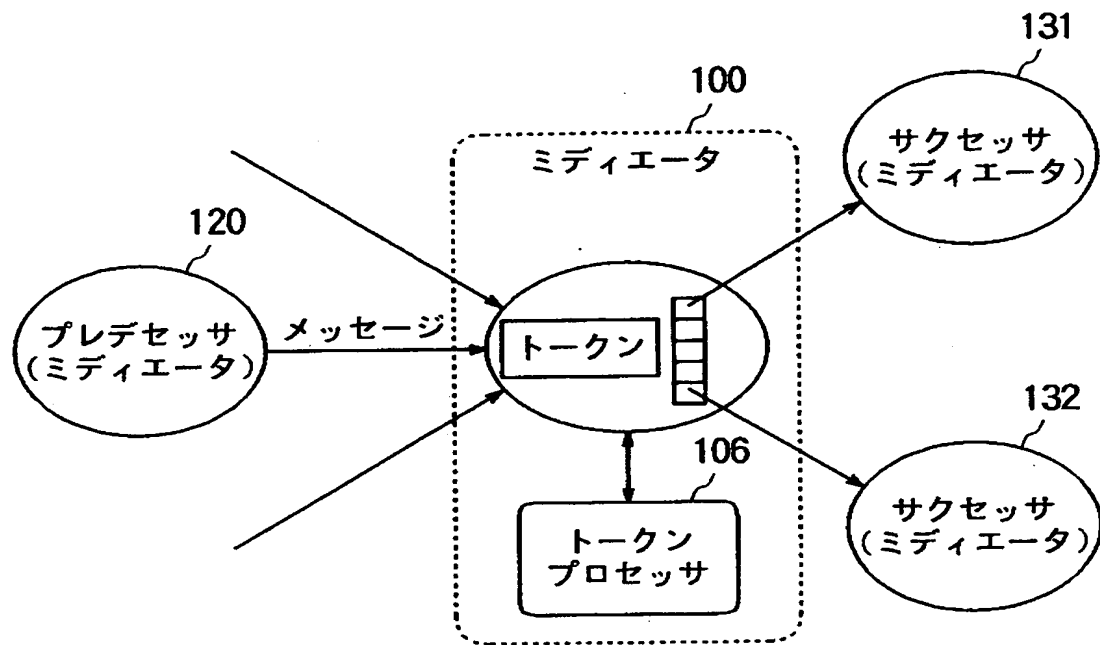 131
100
サクセッサ
(ミディエータ)
ミディエータ
120
プレデセッサ
(ミディエータ)
メッセージ
トークン
132
106
サクセッサ
(ミディエータ)
トークン
プロセッサ